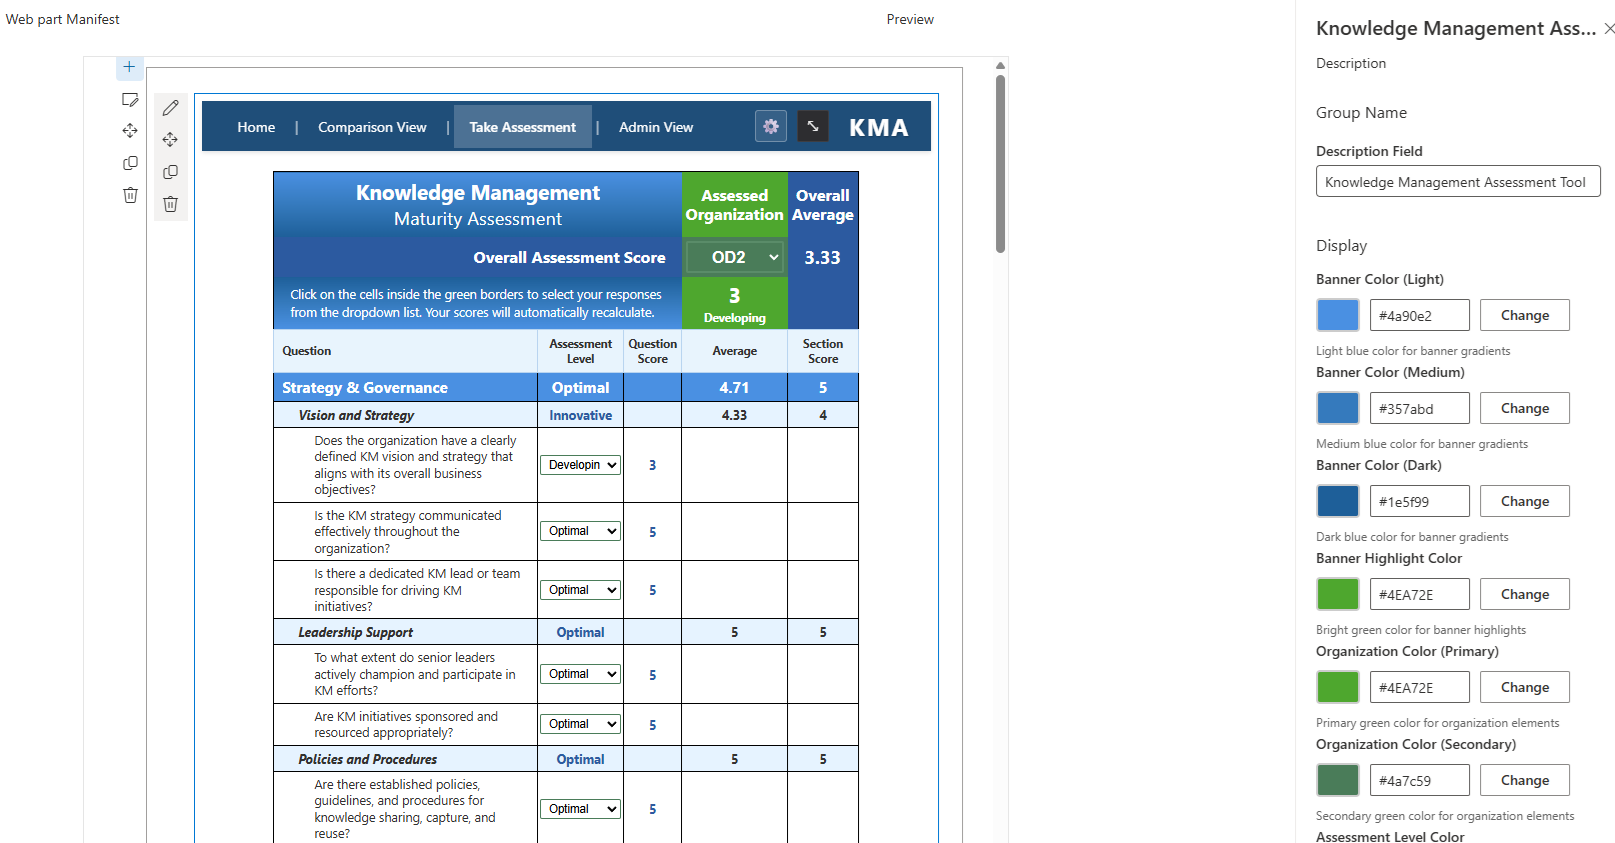 Web part Manifest
Preview
Home | Comparison View | Take Assessment | Admin View KMA
Knowledge Management
Maturity Assessment
Assessed
Organization
Overall
Average
Overall Assessment Score OD2 3.33
Click on the cells inside the green borders to select your responses
from the dropdown list. Your scores will automatically recalculate.
3
Developing
Question
Assessment
Level
Question
Score
Average
Section
Score
Strategy & Governance Optimal 4.71 5
Vision and Strategy Innovative 4.33 4
Does the organization have a clearly
defined KM vision and strategy that
aligns with its overall business
objectives?
Developin 3
Is the KM strategy communicated
effectively throughout the
organization?
Optimal 5
Is there a dedicated KM lead or team
responsible for driving KM
initiatives?
Optimal 5
Leadership Support Optimal 5 5
To what extent do senior leaders
actively champion and participate in
KM efforts?
Optimal 5
Are KM initiatives sponsored and
resourced appropriately?
Optimal 5
Policies and Procedures Optimal 5 5
Are there established policies,
guidelines, and procedures for
knowledge sharing, capture, and
reuse?
Optimal 5
Knowledge Management Ass...
Description
Group Name
Description Field
Knowledge Management Assessment Tool
Display
Banner Color (Light)
#4a90e2 Change
Light blue color for banner gradients
Banner Color (Medium)
#357abd Change
Medium blue color for banner gradients
Banner Color (Dark)
#1e5f99 Change
Dark blue color for banner gradients
Banner Highlight Color
#4EA72E Change
Bright green color for banner highlights
Organization Color (Primary)
#4EA72E Change
Primary green color for organization elements
Organization Color (Secondary)
#4a7c59 Change
Secondary green color for organization elements
Assessment Level Color